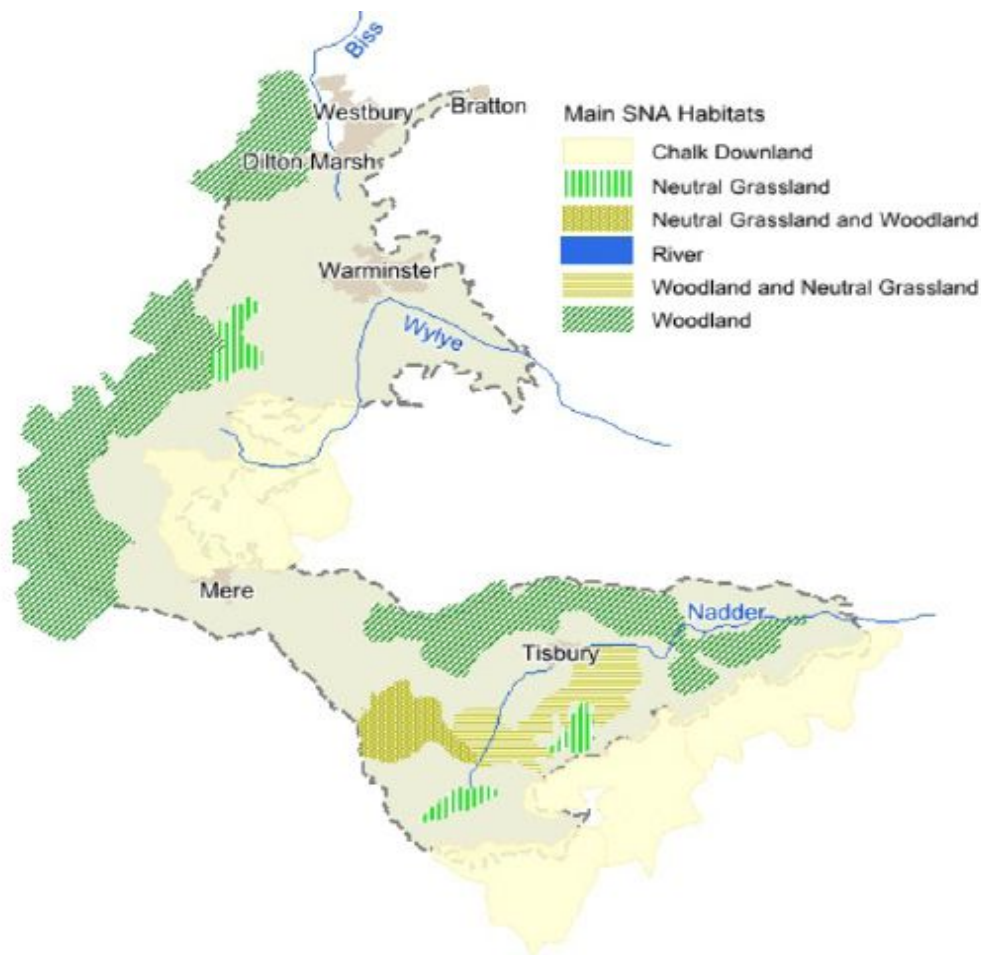 Biss
Westbury
Bratton
Dilton Marsh
Warminster
Wylye
Mere
Nadder
Tisbury
Main SNA Habitats
Chalk Downland
Neutral Grassland
Neutral Grassland and Woodland
River
Woodland and Neutral Grassland
Woodland